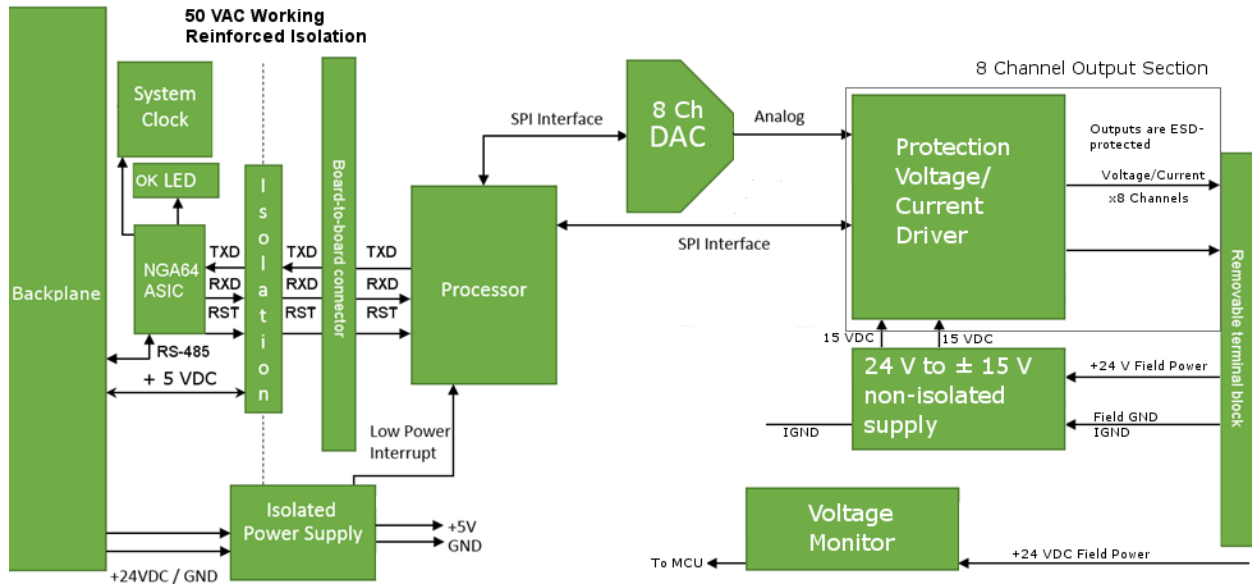 50 VAC Working
Reinforced Isolation
Backplane
System
Clock
OK LED
NGA64
ASIC
RS-485
+ 5 VDC
TXD
RXD
RST
Isolation
TXD
RXD
RST
Board-to-board connector
TXD
RXD
RST
Processor
Low Power
Interrupt
Isolated
Power Supply
+5V
GND
+24VDC / GND
SPI Interface
8 Ch
DAC
Analog
SPI Interface
8 Channel Output Section
Protection
Voltage/
Current
Driver
Outputs are ESD-
protected
Voltage/Current
x8 Channels
15 VDC
15 VDC
24 V to ± 15 V
non-isolated
supply
IGND
+24 V Field Power
Field GND
IGND
Removable terminal block
Voltage
Monitor
To MCU
+24 VDC Field Power